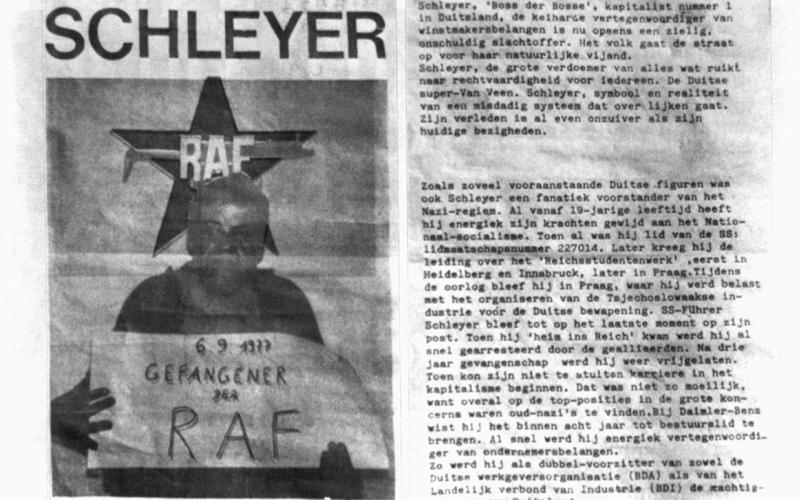 SCHLEYER
RAF
6.9.1977
GEFANGENER
DER
RAF
Schleyer, 'Boss der Bosse', kapitalist nummer 1
in Duitsland, de keiharde vertegenwoordiger van
winstmakersbelangen is nu opeens een zielig,
onschuldig slachtoffer. Het volk gaat de straat
op voor haar natuurlijke vijand.
Schleyer, de grote verdoemer van alles wat ruikt
naar rechtvaardigheid voor iedereen. De Duitse
super-Van Veen. Schleyer, symbool en realiteit
van een misdadig systeem dat over lijken gaat.
Zijn verleden is al even onzuiver als zijn
huidige bezigheden.
Zoals zoveel vooraanstaande Duitse figuren was
ook Schleyer een fanatiek voorstander van het
Nazi-regiem. Al vanaf 19-jarige leeftijd heeft
hij energiek zijn krachten gewijd aan het Natio-
naal-socialisme. Toen al was hij lid van de SS:
lidmaatschapsnummer 227014. Later kreeg hij de
leiding over het 'Reichsstudentenwerk' ,eerst in
Heidelberg en Innsbruck, later in Praag.Tijdens
de oorlog bleef hij in Praag, waar hij werd belast
met het organiseren van de Tsjechoslowaakse in-
dustrie voor de Duitse bewapening. SS-Führer
Schleyer bleef tot op het laatste moment op zijn
post. Toen hij 'heim ins Reich' kwam werd hij al
snel gearresteerd door de geallieerden. Na drie
jaar gevangenschap werd hij weer vrijgelaten.
Toen kon zijn niet te stuiten karriere in het
kapitalisme beginnen. Dat was niet zo moeilijk,
want overal op de top-posities in de grote kon-
cerns waren oud-nazi's te vinden.Bij Daimler-Benz
wist hij het binnen acht jaar tot bestuurslid te
brengen. Al snel werd hij energiek vertegenwoordi-
ger van ondernemersbelangen.
Zo werd hij als dubbel-voorzitter van zowel de
Duitse werkgeversorganisatie (BDA) als van het
Landelijk verbond van Industrie (BDI) de machtig-